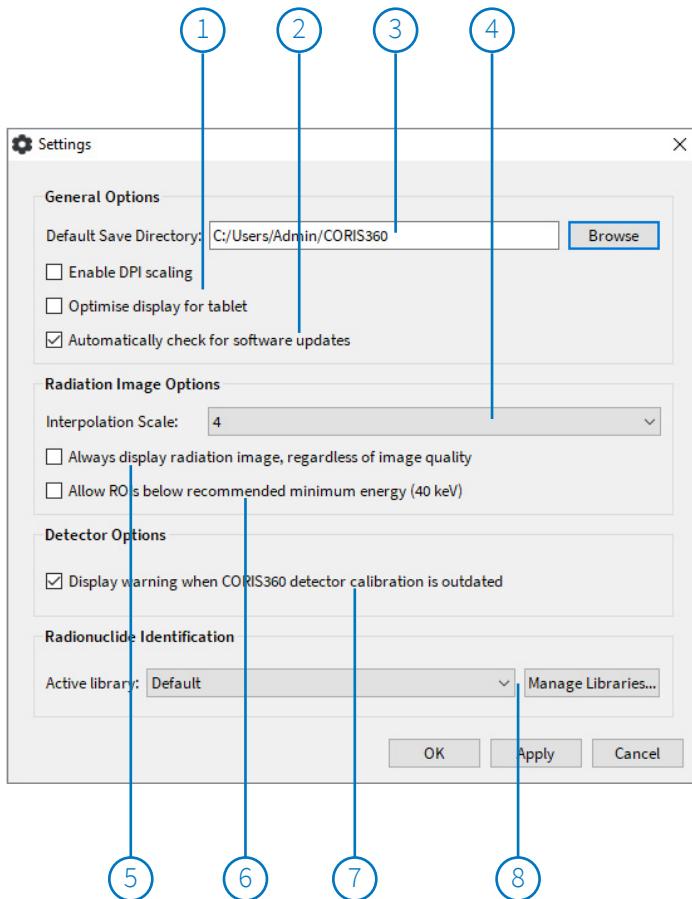 1 2 3 4
Settings
General Options
Default Save Directory: C:/Users/Admin/CORIS360 Browse
Enable DPI scaling
Optimise display for tablet
Automatically check for software updates
Radiation Image Options
Interpolation Scale: 4
Always display radiation image, regardless of image quality
Allow ROIs below recommended minimum energy (40 keV)
Detector Options
Display warning when CORIS360 detector calibration is outdated
Radionuclide Identification
Active library: Default Manage Libraries...
OK Apply Cancel
5 6 7 8